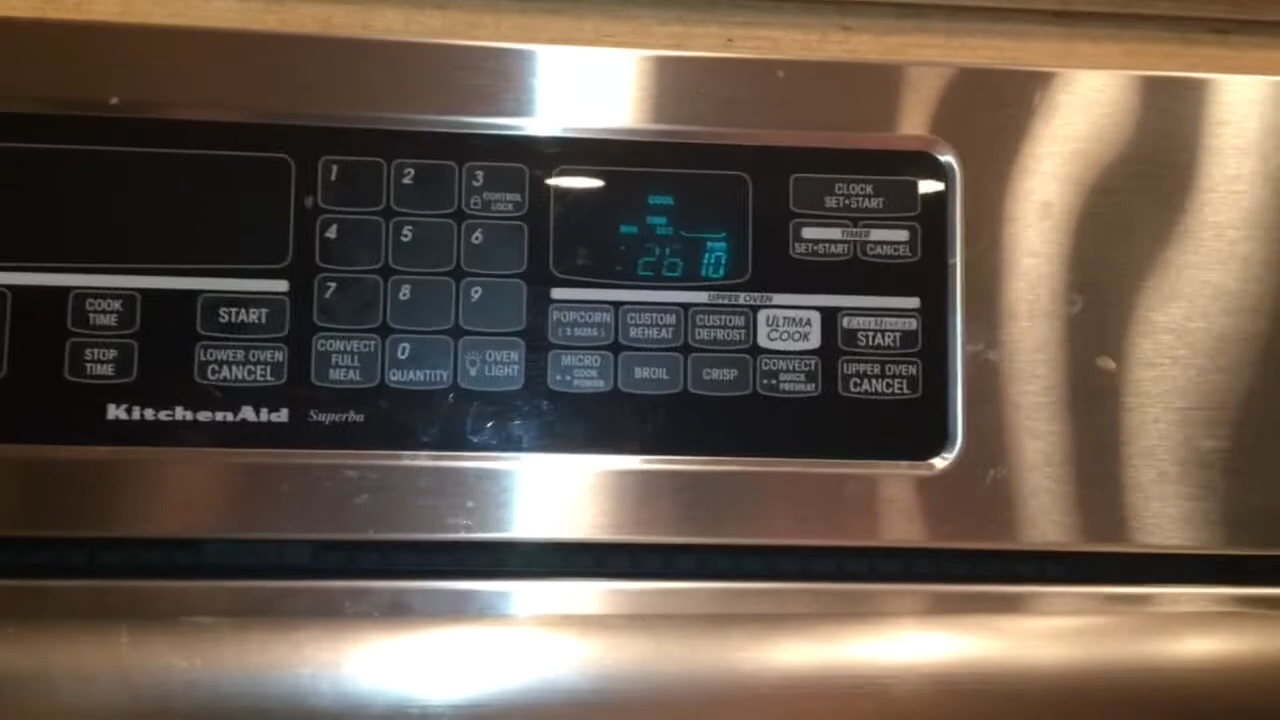 1
2
3
CONTROL
LOCK
4
5
6
7
8
9
CONVECT
FULL
MEAL
0
QUANTITY
OVEN
LIGHT
COOK
TIME
START
STOP
TIME
LOWER OVEN
CANCEL
KitchenAid Superba
COOK
TIME
MIN SEC
26 10
CLOCK
SET•START
TIMER
SET•START
CANCEL
UPPER OVEN
POPCORN
( 3 SIZES )
CUSTOM
REHEAT
CUSTOM
DEFROST
ULTIMA
COOK
EASYMINUTE
START
MICRO
COOK
POWER
BROIL
CRISP
CONVECT
QUICK
PREHEAT
UPPER OVEN
CANCEL